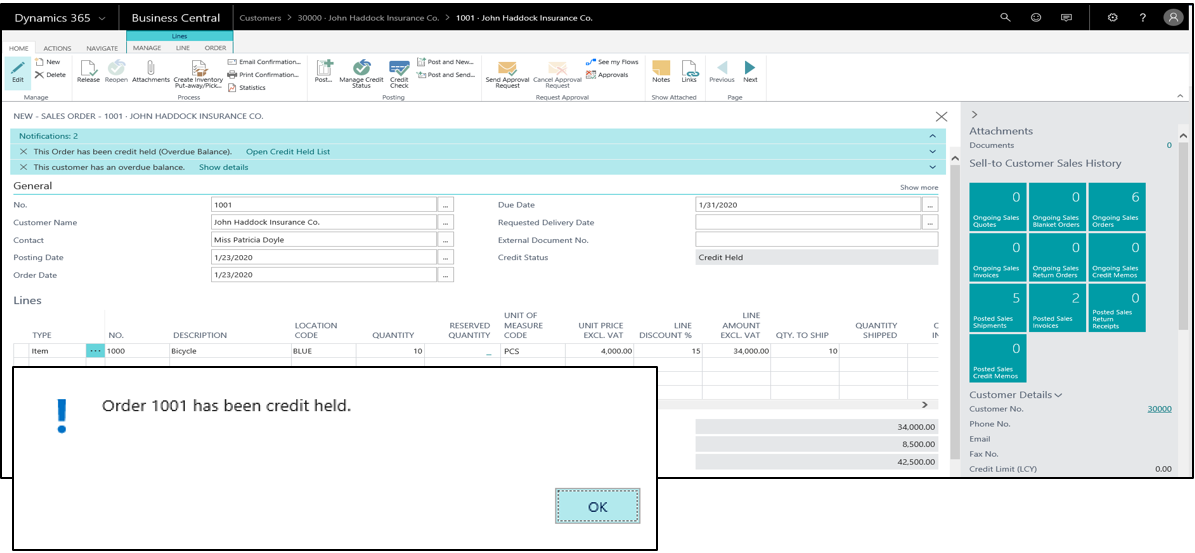 Dynamics 365 Business Central Customers > 30000 · John Haddock Insurance Co. > 1001 · John Haddock Insurance Co. ?
Lines
HOME ACTIONS NAVIGATE MANAGE LINE ORDER
Edit
New
Delete
Manage
Release Reopen Attachments Create Inventory Put-away/Pick...
Email Confirmation...
Print Confirmation...
Statistics
Process
Post... Manage Credit Status Credit Check
Post and New...
Post and Send...
Posting
Send Approval Request Cancel Approval Request
See my Flows
Approvals
Request Approval
Notes Links
Show Attached
Previous Next
Page
NEW - SALES ORDER - 1001 · JOHN HADDOCK INSURANCE CO.
Notifications: 2
This Order has been credit held (Overdue Balance). Open Credit Held List
This customer has an overdue balance. Show details
General
Show more
No. 1001 ...
Customer Name John Haddock Insurance Co. ...
Contact Miss Patricia Doyle ...
Posting Date 1/23/2020 ...
Order Date 1/23/2020 ...
Due Date 1/31/2020 ...
Requested Delivery Date ...
External Document No.
Credit Status Credit Held
Lines
TYPE NO. DESCRIPTION LOCATION CODE QUANTITY RESERVED QUANTITY UNIT OF MEASURE CODE UNIT PRICE EXCL. VAT LINE DISCOUNT % LINE AMOUNT EXCL. VAT QTY. TO SHIP QUANTITY SHIPPED
Item ... 1000 Bicycle BLUE 10 _ PCS 4,000.00 15 34,000.00 10
34,000.00
8,500.00
42,500.00
Attachments
Documents 0
Sell-to Customer Sales History
0 0 6
Ongoing Sales Quotes
Ongoing Sales Blanket Orders
Ongoing Sales Orders
0 0 0
Ongoing Sales Invoices
Ongoing Sales Return Orders
Ongoing Sales Credit Memos
5 2 0
Posted Sales Shipments
Posted Sales Invoices
Posted Sales Return Receipts
0
Posted Sales Credit Memos
Customer Details
Customer No. 30000
Phone No.
Email
Fax No.
Credit Limit (LCY) 0.00
Order 1001 has been credit held.
OK